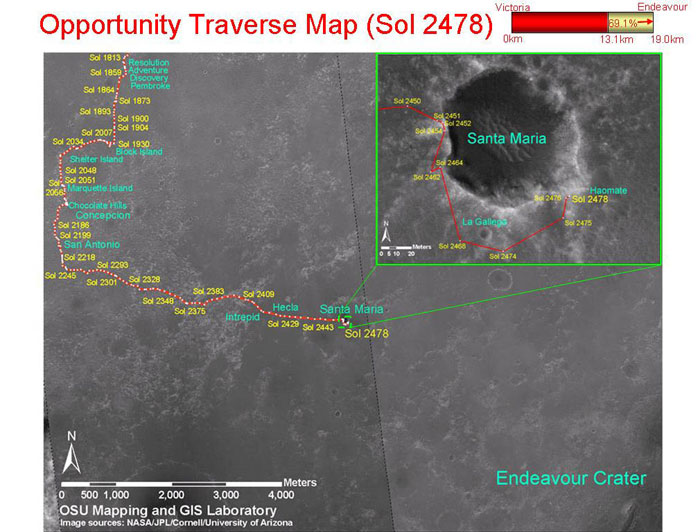 Opportunity Traverse Map (Sol 2478)
Victoria
Endeavour
69.1%
0km
13.1km
19.0km
Sol 1813
Resolution
Adventure
Sol 1859
Discovery
Pembroke
Sol 1864
Sol 1873
Sol 1893
Sol 1900
Sol 1904
Sol 2007
Sol 2034
Sol 1930
Block Island
Shelter Island
Sol 2048
Sol 2051
Sol 2056
Marquette Island
Chocolate Hills
Concepcion
Sol 2186
Sol 2199
San Antonio
Sol 2218
Sol 2245
Sol 2293
Sol 2301
Sol 2328
Sol 2348
Sol 2383
Sol 2375
Sol 2409
Intrepid
Hecla
Sol 2429
Sol 2443
Santa Maria
Sol 2478
Sol 2450
Sol 2451
Sol 2452
Sol 2454
Santa Maria
Sol 2464
Sol 2462
Haomate
Sol 2476
Sol 2478
La Gallega
Sol 2475
Sol 2468
Sol 2474
N
Meters
0 5 10 20
N
Meters
0 500 1,000 2,000 3,000 4,000
Endeavour Crater
OSU Mapping and GIS Laboratory
Image sources: NASA/JPL/Cornell/University of Arizona